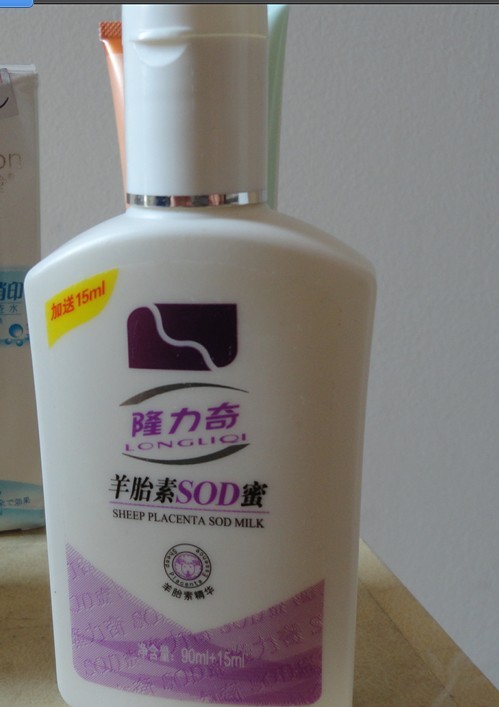 加送15ml
隆力奇
LONGLIQI
羊胎素SOD蜜
SHEEP PLACENTA SOD MILK
羊胎素精华
净含量：90ml+15ml